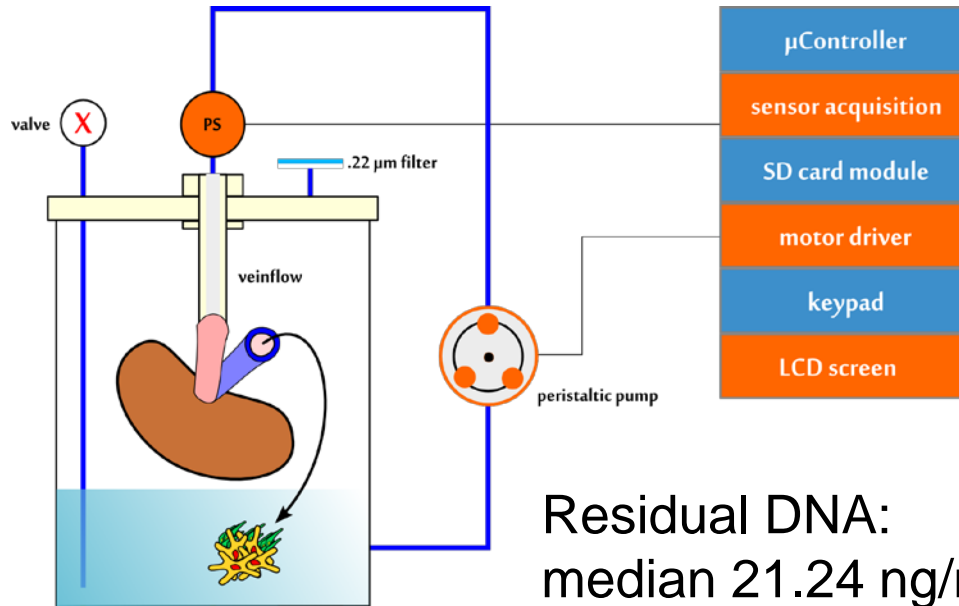 valve
X
PS
.22 µm filter
veinflow
peristaltic pump
µController
sensor acquisition
SD card module
motor driver
keypad
LCD screen
Residual DNA:
median 21.24